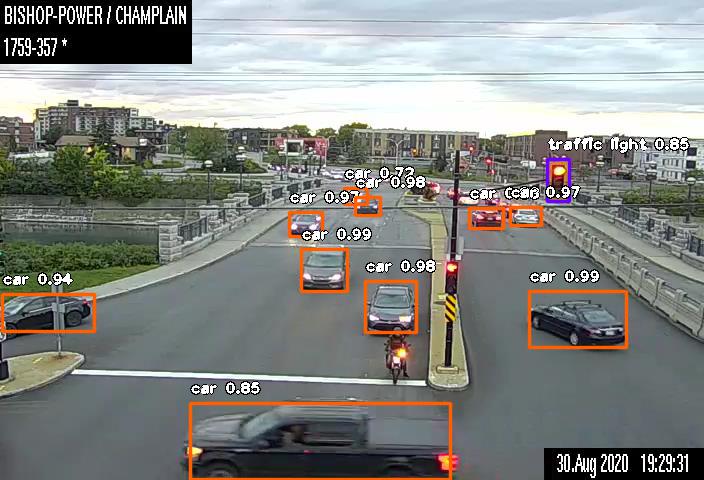 BISHOP-POWER / CHAMPLAIN
1759-357 *
traffic light 0.85
car 0.72
car 0.98
car 0.97
car
car 0.97
car 0.99
car 0.98
car 0.94
car 0.99
car 0.85
30.Aug 2020 19:29:31